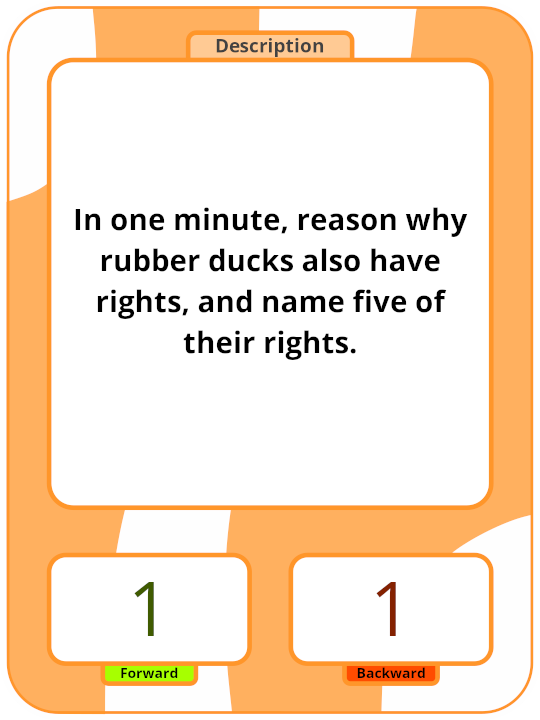 Description
In one minute, reason why
rubber ducks also have
rights, and name five of
their rights.
1
1
Forward
Backward